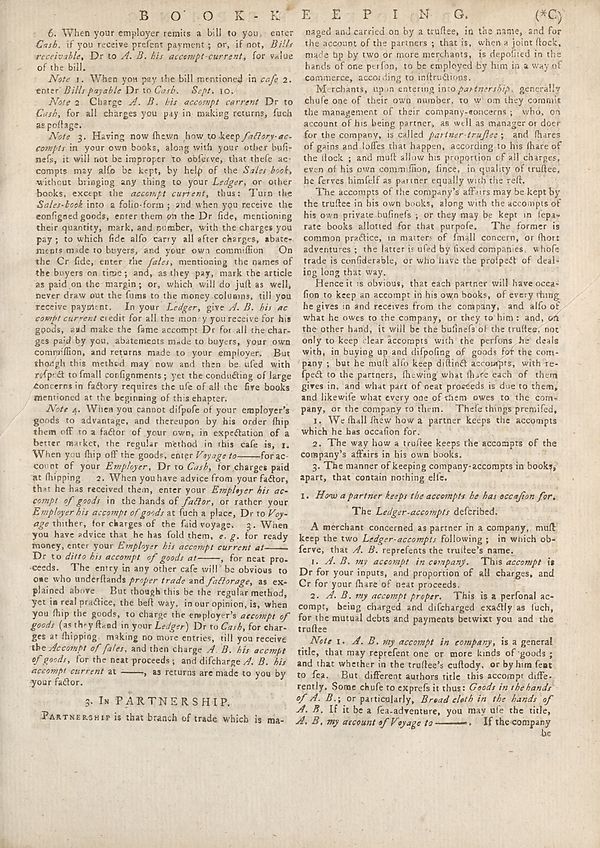 B O O K - K E E P I N G. (*C)
6. When your employer remits a bill to you, enter
Cash, if you receive preſent payment; or, if not, Bills
receivable, Dr to A. B. his accompt-current, for value
of the bill.
Note 1. When you pay the bill mentioned in caſe 2.
enter Bills payable Dr to Caſh. Sept. 10.
Note 2. Charge A. B. his accompt current Dr to
Caſh, for all charges you pay in making returns, ſuch
as poſtage.
Note 3. Having now ſhewn how to keep factory-ac-
compts in your own books, along with your other buſi-
neſs, it will not be improper to obſerve, that theſe ac-
compts may alſo be kept, by help of the Sales book,
without bringing any thing to your Ledger, or other
books, except the accompt current, thus: Turn the
Sales-book into a folio-form; and when you receive the
conſigned goods, enter them on the Dr ſide, mentioning
their quantity, mark, and number, with the charges you
pay; to which ſide alſo carry all after charges, abate-
ments made to buyers, and your own commiſſion On
the Cr ſide, enter the ſales, mentioning the names of
the buyers on time; and, as they pay, mark the article
as paid on the margin; or, which will do juſt as well,
never draw out the ſums to the money columns, till you
receive payment. In your Ledger, give A. B. his ac
compt current credit for all the money you receive for his
goods, and make the ſame accompt Dr for all the char-
ges paid by you, abatements made to buyers, your own
commiſſion, and returns made to your employer. But
though this method may now and then be uſed with
reſpect to ſmall conſignments; yet the conducting of large
concerns in factory requires the uſe of all the five books
mentioned at the beginning of this chapter.
Note 4. When you cannot diſpoſe of your employer's
goods to advantage, and thereupon by his order ſhip
them off to a factor of your own, in expectation of a
better market, the regular method in this caſe is, 1.
When you ſhip off the goods, enter Voyage to —— for ac-
count of your Employer, Dr to Caſh, for charges paid
at ſhipping 2. When you have advice from your factor,
that he has received them, enter your Employer his ac-
compt of goods in the hands of factor, or rather your
Employer his accompt of goods at ſuch a place, Dr to Voy-
age thither, for charges of the ſaid voyage. 3. When
you have advice that he has ſold them, e. g. for ready
money, enter your Employer his accompt current at ——
Dr to ditto his accompt of goods at ——, for neat pro-
ceeds. The entry in any other caſe will be obvious to
one who underſtands proper trade and factorage, as ex-
plained above But though this be the regular method,
yet in real practice, the beſt way, in our opinion, is, when
you ſhip the goods, to charge the employer's accompt of
goods (as they ſtand in your Ledger) Dr to Caſh, for char-
ges at ſhipping making no more entries, till you receive
the Accompt of ſales, and then charge A. B. his accompt
of goods, for the neat proceeds; and diſcharge A. B. his
accompt current at ——, as returns are made to you by
your factor.
3. In PARTNERSHIP.
Partnership is that branch of trade which is ma-
naged and carried on by a truſtee, in the name, and for
the account of the partners; that is, when a joint ſtock,
made up by two or more merchants, is depoſited in the
hands of one perſon, to be employed by him in a way of
commerce, according to inſtructions.
Merchants, upon entering into partnerſhip, generally
chuſe one of their own number, to whom they commit
the management of their company-concerns; who, on
account of his being partner, as well as manager or doer
for the company, is called partner-truſtee; and ſhares
of gains and loſſes that happen, according to his ſhare of
the ſtock; and muſt allow his proportion of all charges,
even of his own commiſſion, ſince, in quality of truſtee,
he ſerves himſelf as partner equally with the reſt.
The accompts of the company's affairs may be kept by
the truſtee in his own books, along with the accompts of
his own private buſineſs; or they may be kept in ſepa-
rate books allotted for that purpoſe. The former is
common practice, in matters of ſmall concern, or ſhort
adventures; the latter is uſed by fixed companies, whoſe
trade is conſiderable, or who have the proſpect of deal-
ing long that way.
Hence it is obvious, that each partner will have occa-
ſion to keep an accompt in his own books, of every thing
he gives in and receives from the company, and alſo of
what he owes to the company, or they to him: and, on
the other hand, it will be the buſineſs of the truſtee, not
only to keep clear accompts with the perſons he deals
with, in buying up and diſpoſing of goods for the com-
pany; but he muſt alſo keep diſtinct accompts, with re-
ſpect to the partners, ſhewing what ſhare each of them
gives in, and what part of neat proceeds is due to them,
and likewiſe what every one of them owes to the com-
pany, or the company to them. Theſe things premiſed,
1. We ſhall ſhew how a partner keeps the accompts
which he has occaſion for.
2. The way how a truſtee keeps the accompts of the
company's affairs in his own books.
3. The manner of keeping company-accompts in books,
apart, that contain nothing elſe.
1. How a partner keeps the accompts he has occaſion for.
The Ledger-accompts deſcribed.
A merchant concerned as partner in a company, muſt
keep the two Ledger-accompts following; in which ob-
ſerve, that A. B. repreſents the truſtee's name.
1. A. B. my accompt in company. This accompt is
Dr for your inputs, and proportion of all charges, and
Cr for your ſhare of neat proceeds.
2. A. B. my accompt proper. This is a perſonal ac-
compt, being charged and diſcharged exactly as ſuch,
for the mutual debts and payments betwixt you and the
truſtee
Note 1. A. B. my accompt in company, is a general
title, that may repreſent one or more kinds of goods;
and that whether in the truſtee's cuſtody, or by him ſent
to ſea. But different authors title this accompt diffe-
rently. Some chuſe to expreſs it thus: Goods in the hands
of A. B.; or particularly, Broad cloth in the hands of
A. B. If it be a ſea-adventure, you may uſe the title,
A. B. my account of Voyage to ——. If the company
be